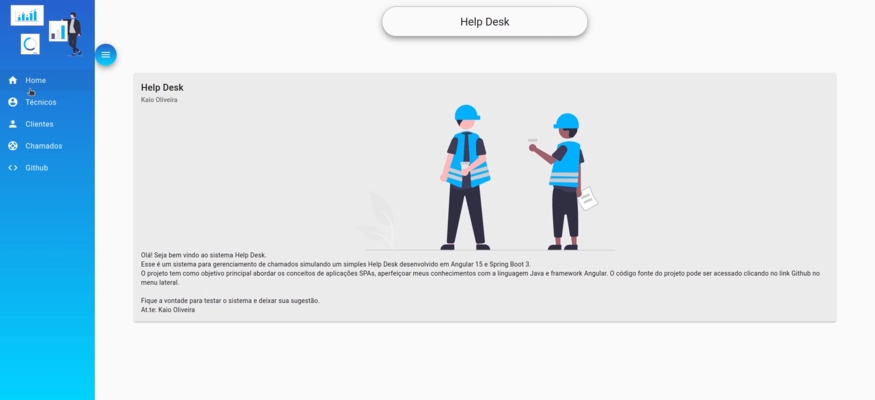 Help Desk
Home
Técnicos
Clientes
Chamados
Github
Help Desk
Kaio Oliveira
Olá! Seja bem vindo ao sistema Help Desk.
Esse é um sistema para gerenciamento de chamados simulando um simples Help Desk desenvolvido em Angular 15 e Spring Boot 3.
O projeto tem como objetivo principal abordar os conceitos de aplicações SPAs, aperfeiçoar meus conhecimentos com a linguagem Java e framework Angular. O código fonte do projeto pode ser acessado clicando no link Github no
menu lateral.
Fique a vontade para testar o sistema e deixar sua sugestão.
At.te: Kaio Oliveira